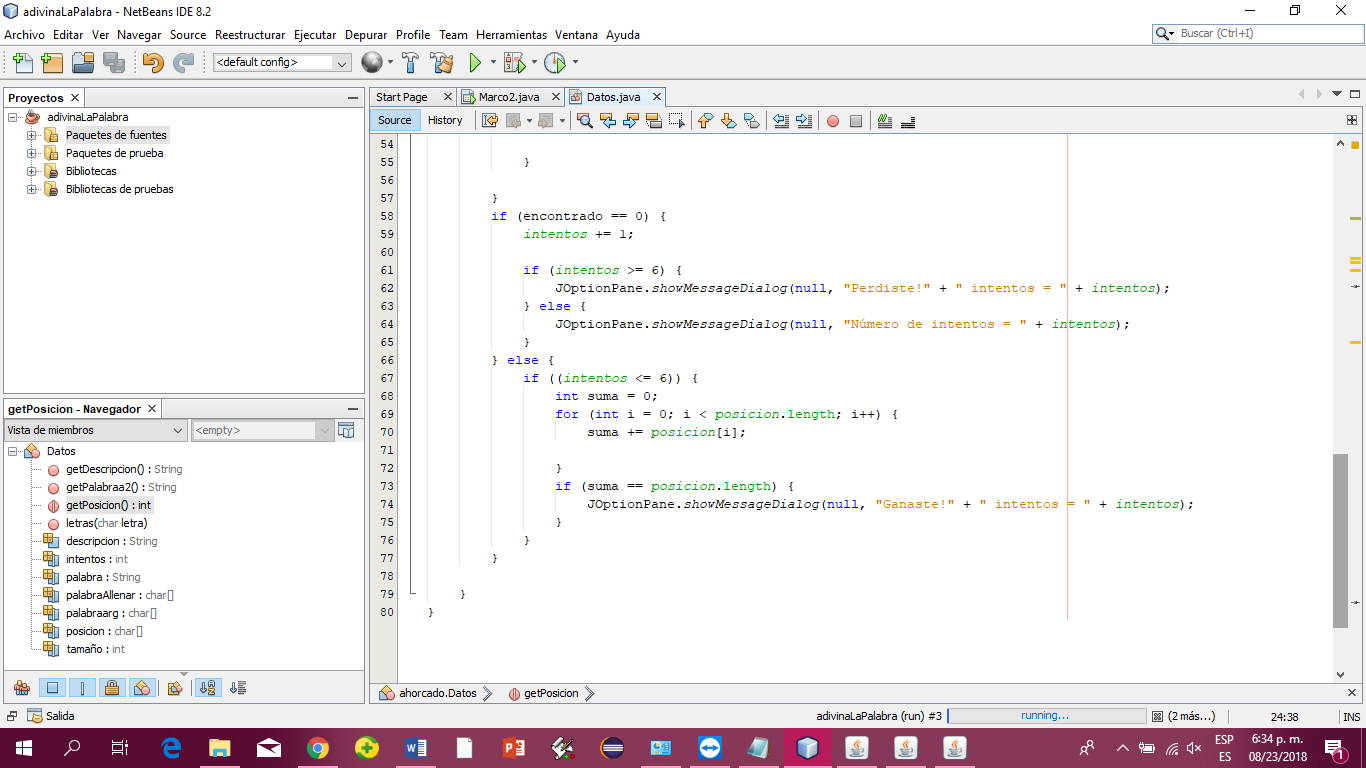 adivinaLaPalabra - NetBeans IDE 8.2
Archivo Editar Ver Navegar Source Reestructurar Ejecutar Depurar Profile Team Herramientas Ventana Ayuda
Buscar (Ctrl+I)
<default config>
Proyectos
adivinaLaPalabra
Paquetes de fuentes
Paquetes de prueba
Bibliotecas
Bibliotecas de pruebas
getPosicion - Navegador
Vista de miembros <empty>
Datos
getDescripcion() : String
getPalabraa2() : String
getPosicion() : int
letras(char letra)
descripcion : String
intentos : int
palabra : String
palabraAllenar : char[]
palabraarg : char[]
posicion : char[]
tamaño : int
Start Page Marco2.java Datos.java
Source History
54
55 }
56
57 }
58 if (encontrado == 0) {
59 intentos += 1;
60
61 if (intentos >= 6) {
62 JOptionPane.showMessageDialog(null, "Perdiste!" + " intentos = " + intentos);
63 } else {
64 JOptionPane.showMessageDialog(null, "Número de intentos = " + intentos);
65 }
66 } else {
67 if ((intentos <= 6)) {
68 int suma = 0;
69 for (int i = 0; i < posicion.length; i++) {
70 suma += posicion[i];
71
72 }
73 if (suma == posicion.length) {
74 JOptionPane.showMessageDialog(null, "Ganaste!" + " intentos = " + intentos);
75 }
76 }
77 }
78
79 }
80 }
ahorcado.Datos getPosicion
Salida adivinaLaPalabra (run) #3 running... (2 más...) 24:38 INS
ESP 6:34 p. m.
ES 08/23/2018 1